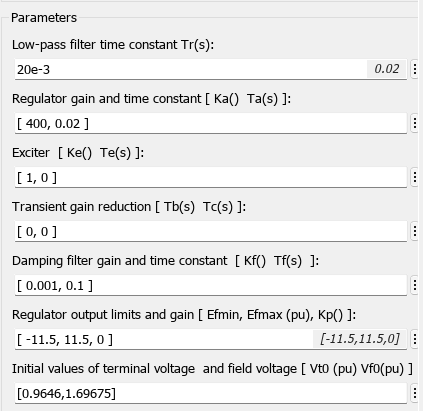 Parameters
Low-pass filter time constant Tr(s):
20e-3 0.02
Regulator gain and time constant [ Ka() Ta(s) ]:
[ 400, 0.02 ]
Exciter [ Ke() Te(s) ]:
[ 1, 0 ]
Transient gain reduction [ Tb(s) Tc(s) ]:
[ 0, 0 ]
Damping filter gain and time constant [ Kf() Tf(s) ]:
[ 0.001, 0.1 ]
Regulator output limits and gain [ Efmin, Efmax (pu), Kp() ]:
[ -11.5, 11.5, 0 ] [-11.5,11.5,0]
Initial values of terminal voltage and field voltage [ Vt0 (pu) Vf0(pu) ]
[0.9646,1.69675]